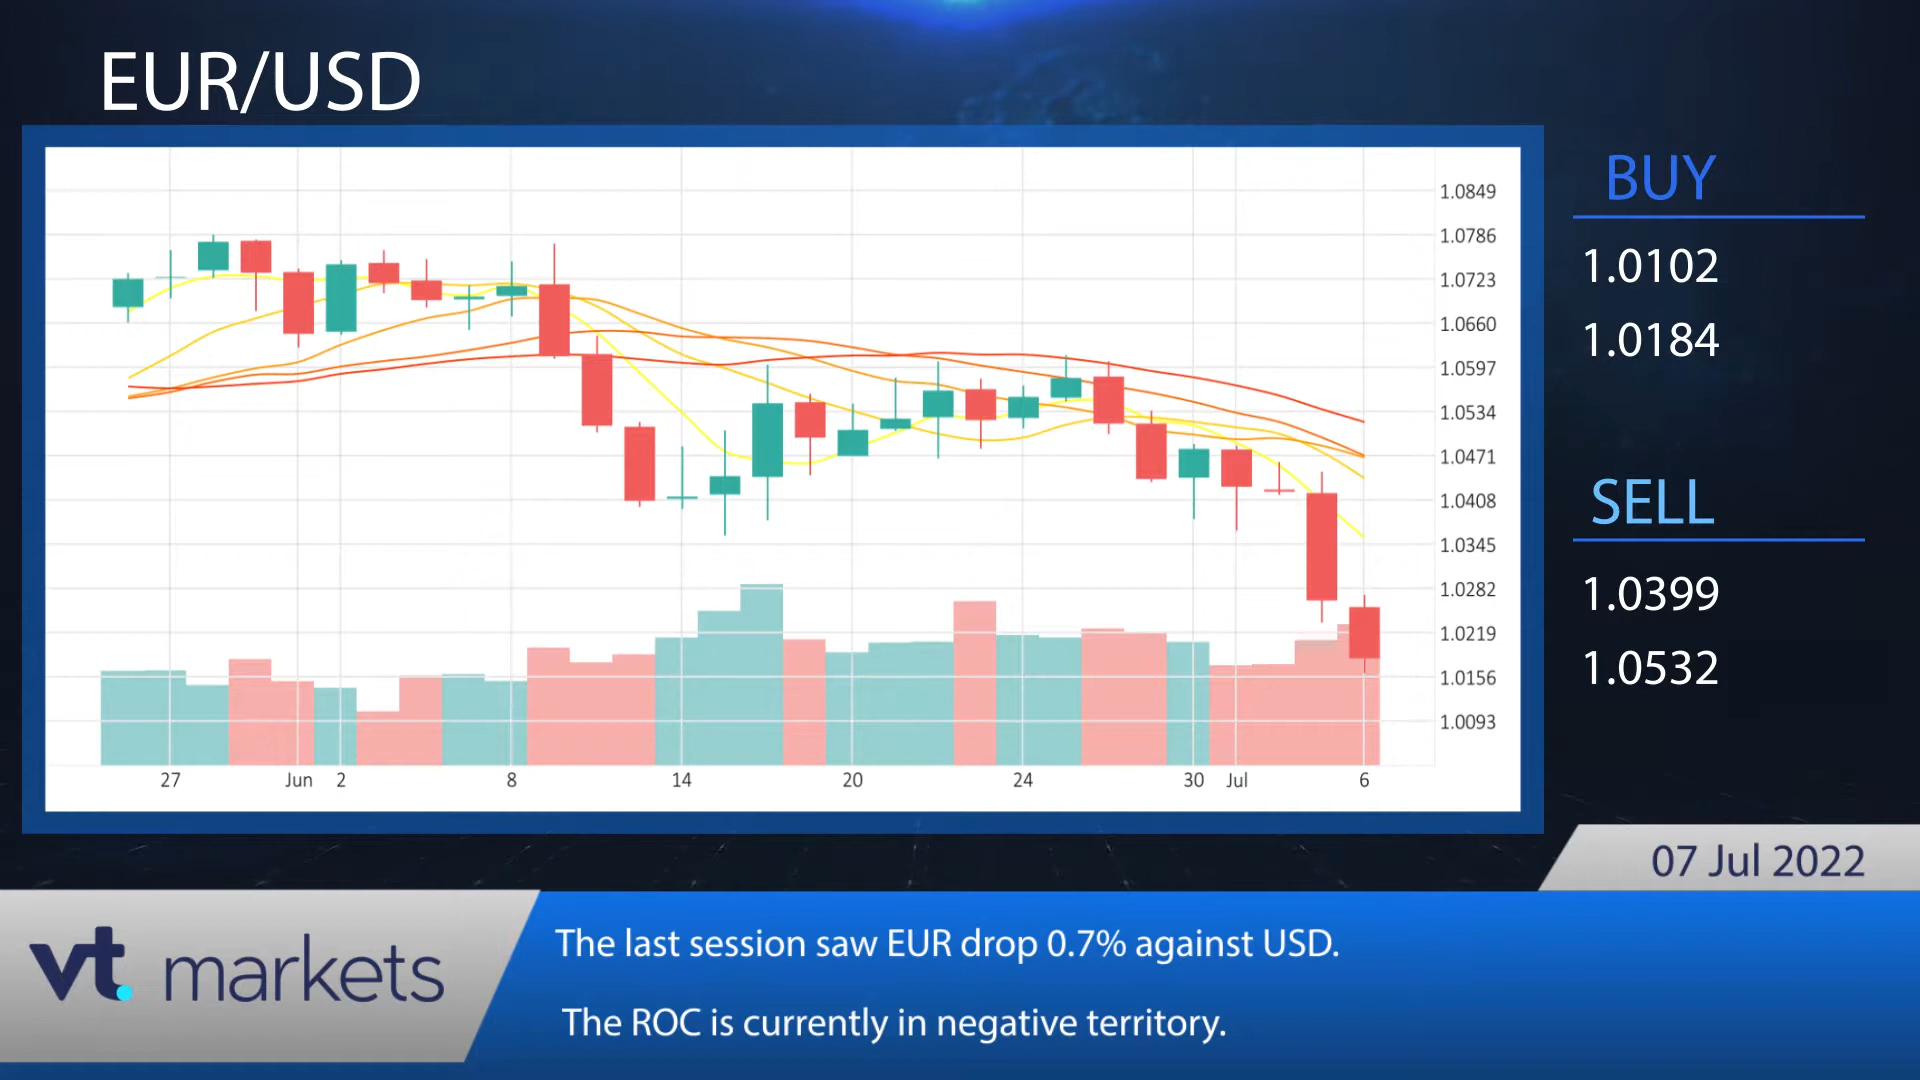 EUR/USD
1.0849
1.0786
1.0723
1.0660
1.0597
1.0534
1.0471
1.0408
1.0345
1.0282
1.0219
1.0156
1.0093
27 Jun 2 8 14 20 24 30 Jul 6
BUY
1.0102
1.0184
SELL
1.0399
1.0532
07 Jul 2022
vt. markets
The last session saw EUR drop 0.7% against USD.
The ROC is currently in negative territory.